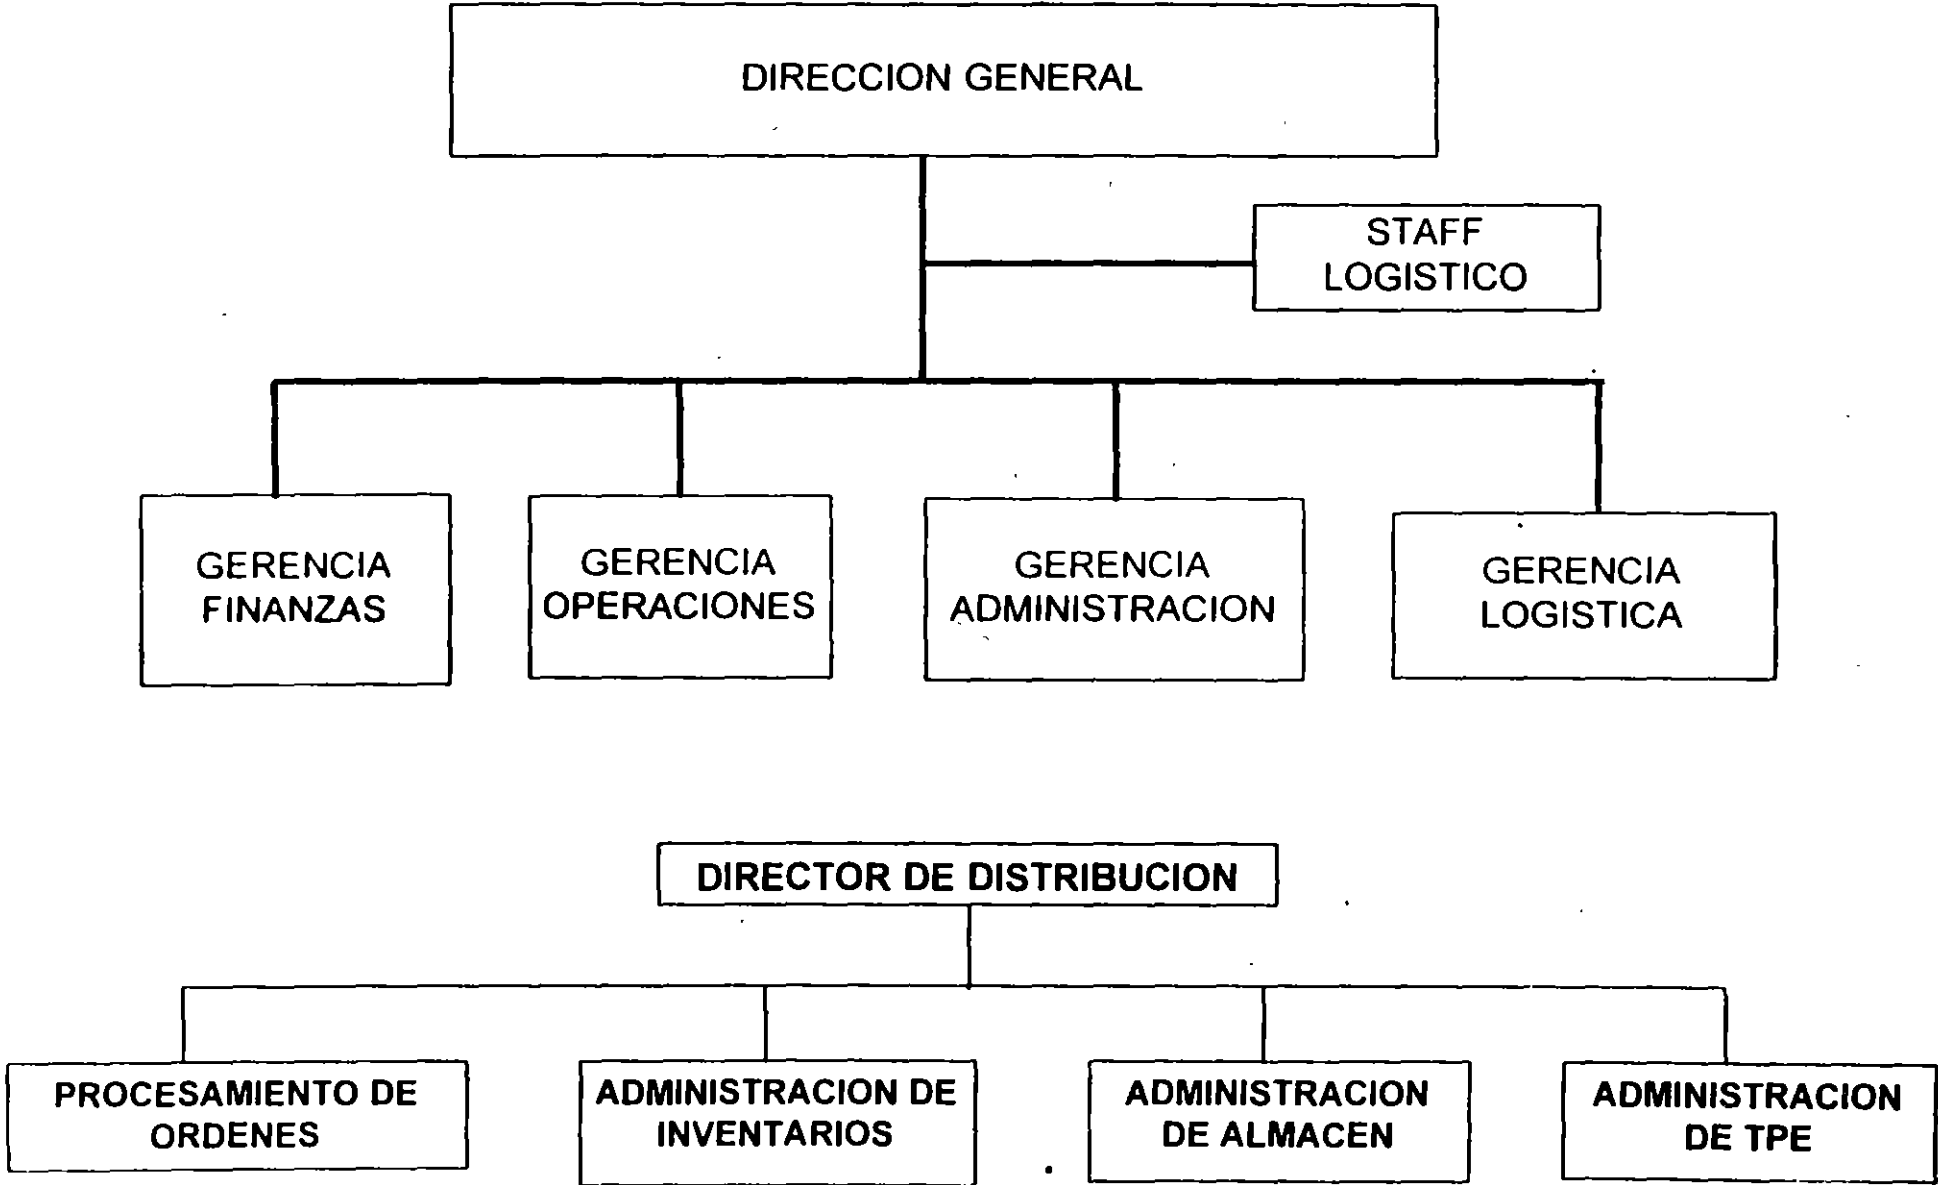 DIRECCION GENERAL
STAFF
LOGISTICO
GERENCIA
FINANZAS
GERENCIA
OPERACIONES
GERENCIA
ADMINISTRACION
GERENCIA
LOGISTICA
DIRECTOR DE DISTRIBUCION
PROCESAMIENTO DE
ORDENES
ADMINISTRACION DE
INVENTARIOS
ADMINISTRACION
DE ALMACEN
ADMINISTRACION
DE TPE